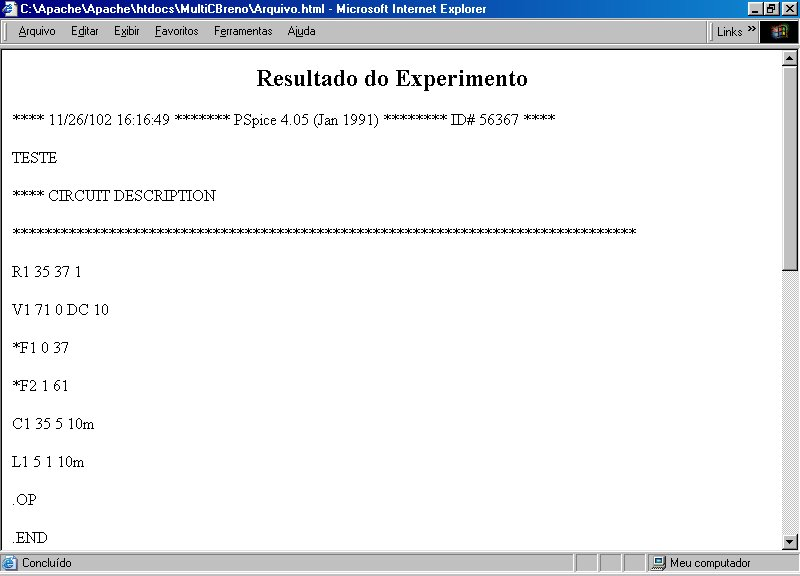 C:\Apache\Apache\htdocs\MultiCBreno\Arquivo.html - Microsoft Internet Explorer
Arquivo Editar Exibir Favoritos Ferramentas Ajuda Links »
Resultado do Experimento
**** 11/26/102 16:16:49 ******* PSpice 4.05 (Jan 1991) ******** ID# 56367 ****
TESTE
**** CIRCUIT DESCRIPTION
******************************************************************************
R1 35 37 1
V1 71 0 DC 10
*F1 0 37
*F2 1 61
C1 35 5 10m
L1 5 1 10m
.OP
.END
Concluído Meu computador